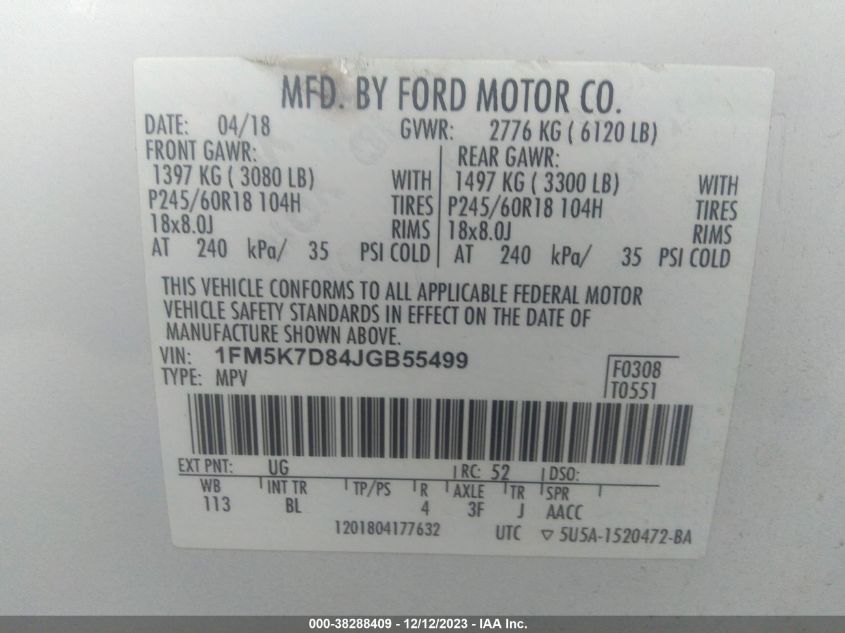 MFD. BY FORD MOTOR CO.
DATE: 04/18 GVWR: 2776 KG ( 6120 LB)
FRONT GAWR: REAR GAWR:
1397 KG ( 3080 LB) WITH 1497 KG ( 3300 LB) WITH
P245/60R18 104H TIRES P245/60R18 104H TIRES
18x8.0J RIMS 18x8.0J RIMS
AT 240 kPa/ 35 PSI COLD AT 240 kPa/ 35 PSI COLD
THIS VEHICLE CONFORMS TO ALL APPLICABLE FEDERAL MOTOR
VEHICLE SAFETY STANDARDS IN EFFECT ON THE DATE OF
MANUFACTURE SHOWN ABOVE.
VIN: 1FM5K7D84JGB55499
TYPE: MPV
F0308
T0551
EXT PNT: UG RC: 52 DSO:
WB INT TR TP/PS R AXLE TR SPR
113 BL 4 3F J AACC
1201804177632 UTC ▽ 5U5A-1520472-BA
000-38288409 - 12/12/2023 - IAAI Inc.